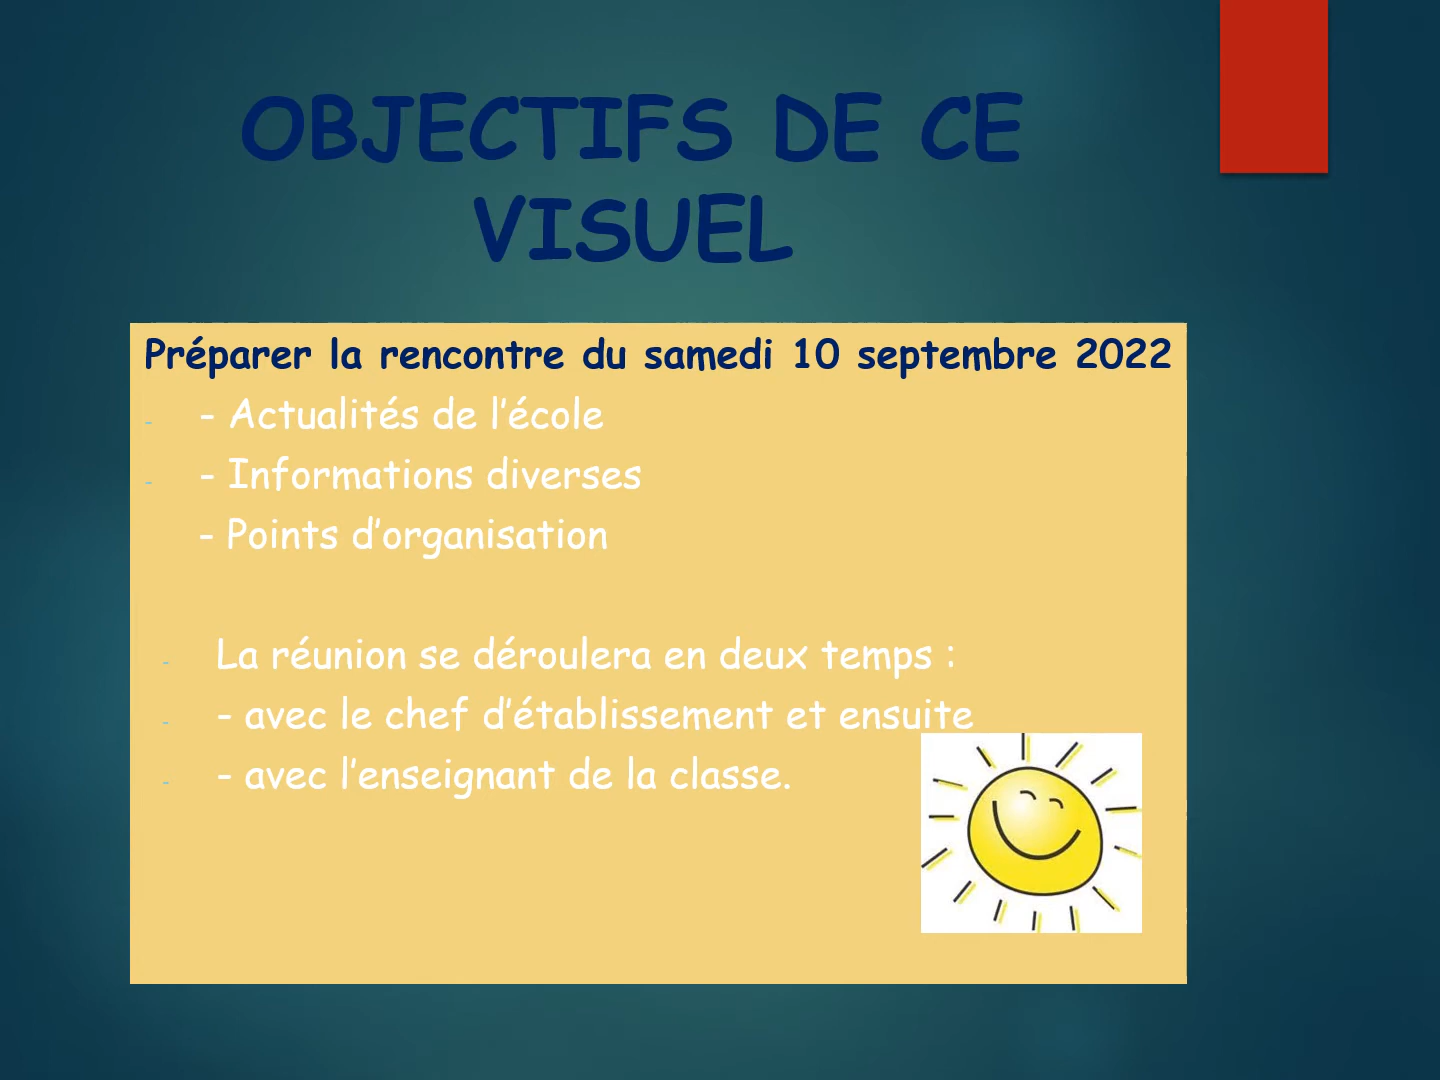 OBJECTIFS DE CE
VISUEL
Préparer la rencontre du samedi 10 septembre 2022
- - Actualités de l’école
- - Informations diverses
- Points d’organisation
- La réunion se déroulera en deux temps :
- - avec le chef d’établissement et ensuite
- - avec l’enseignant de la classe.